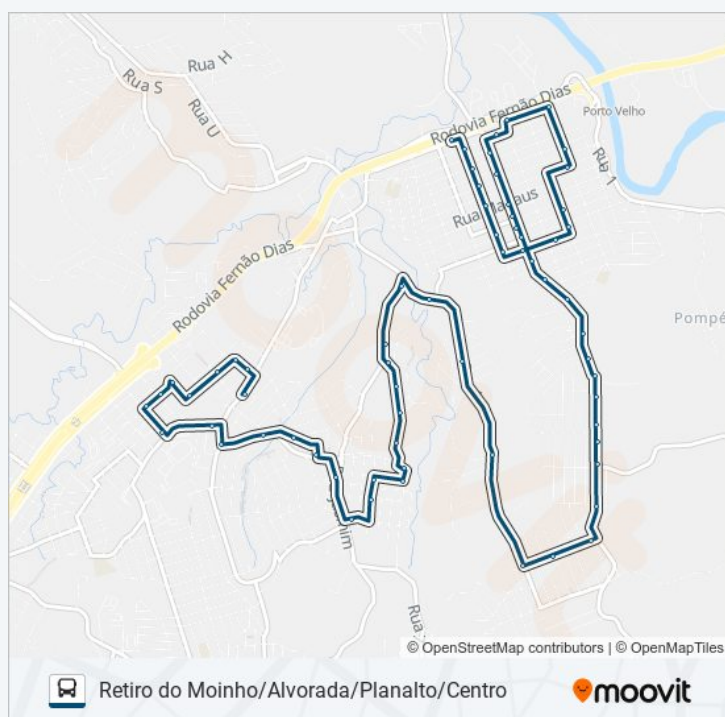 Rua H
Rua S
Rua U
Rodovia Fernão Dias
Porto Velho
Rua 1
Rua Manaus
Rodovia Fernão Dias
Pompé
moovit
© OpenStreetMap contributors | © OpenMapTiles
Retiro do Moinho/Alvorada/Planalto/Centro
moovit